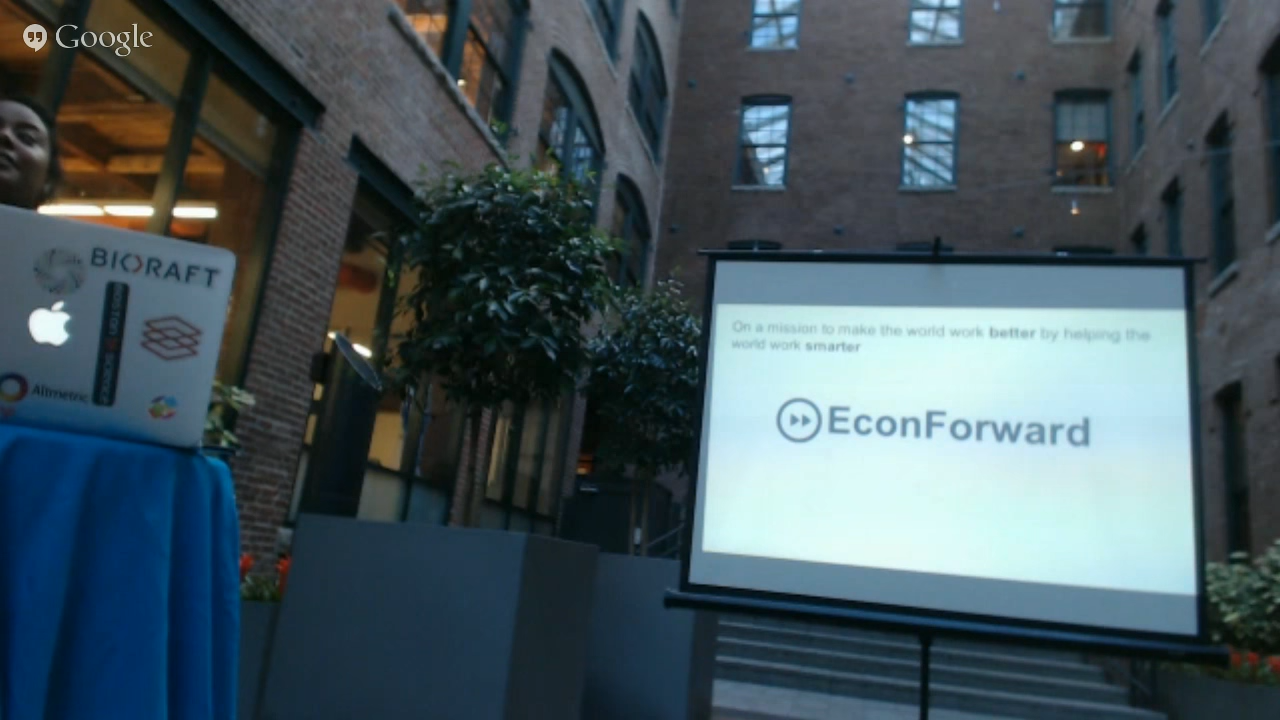 Google
BIORAFT
Altmetric
On a mission to make the world work better by helping the
world work smarter
EconForward